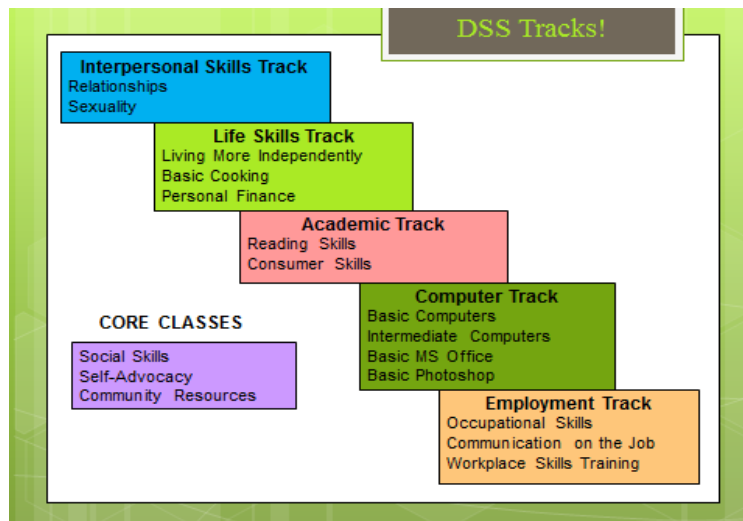 DSS Tracks!
Interpersonal Skills Track
Relationships
Sexuality
Life Skills Track
Living More Independently
Basic Cooking
Personal Finance
Academic Track
Reading Skills
Consumer Skills
Computer Track
Basic Computers
Intermediate Computers
Basic MS Office
Basic Photoshop
CORE CLASSES
Social Skills
Self-Advocacy
Community Resources
Employment Track
Occupational Skills
Communication on the Job
Workplace Skills Training